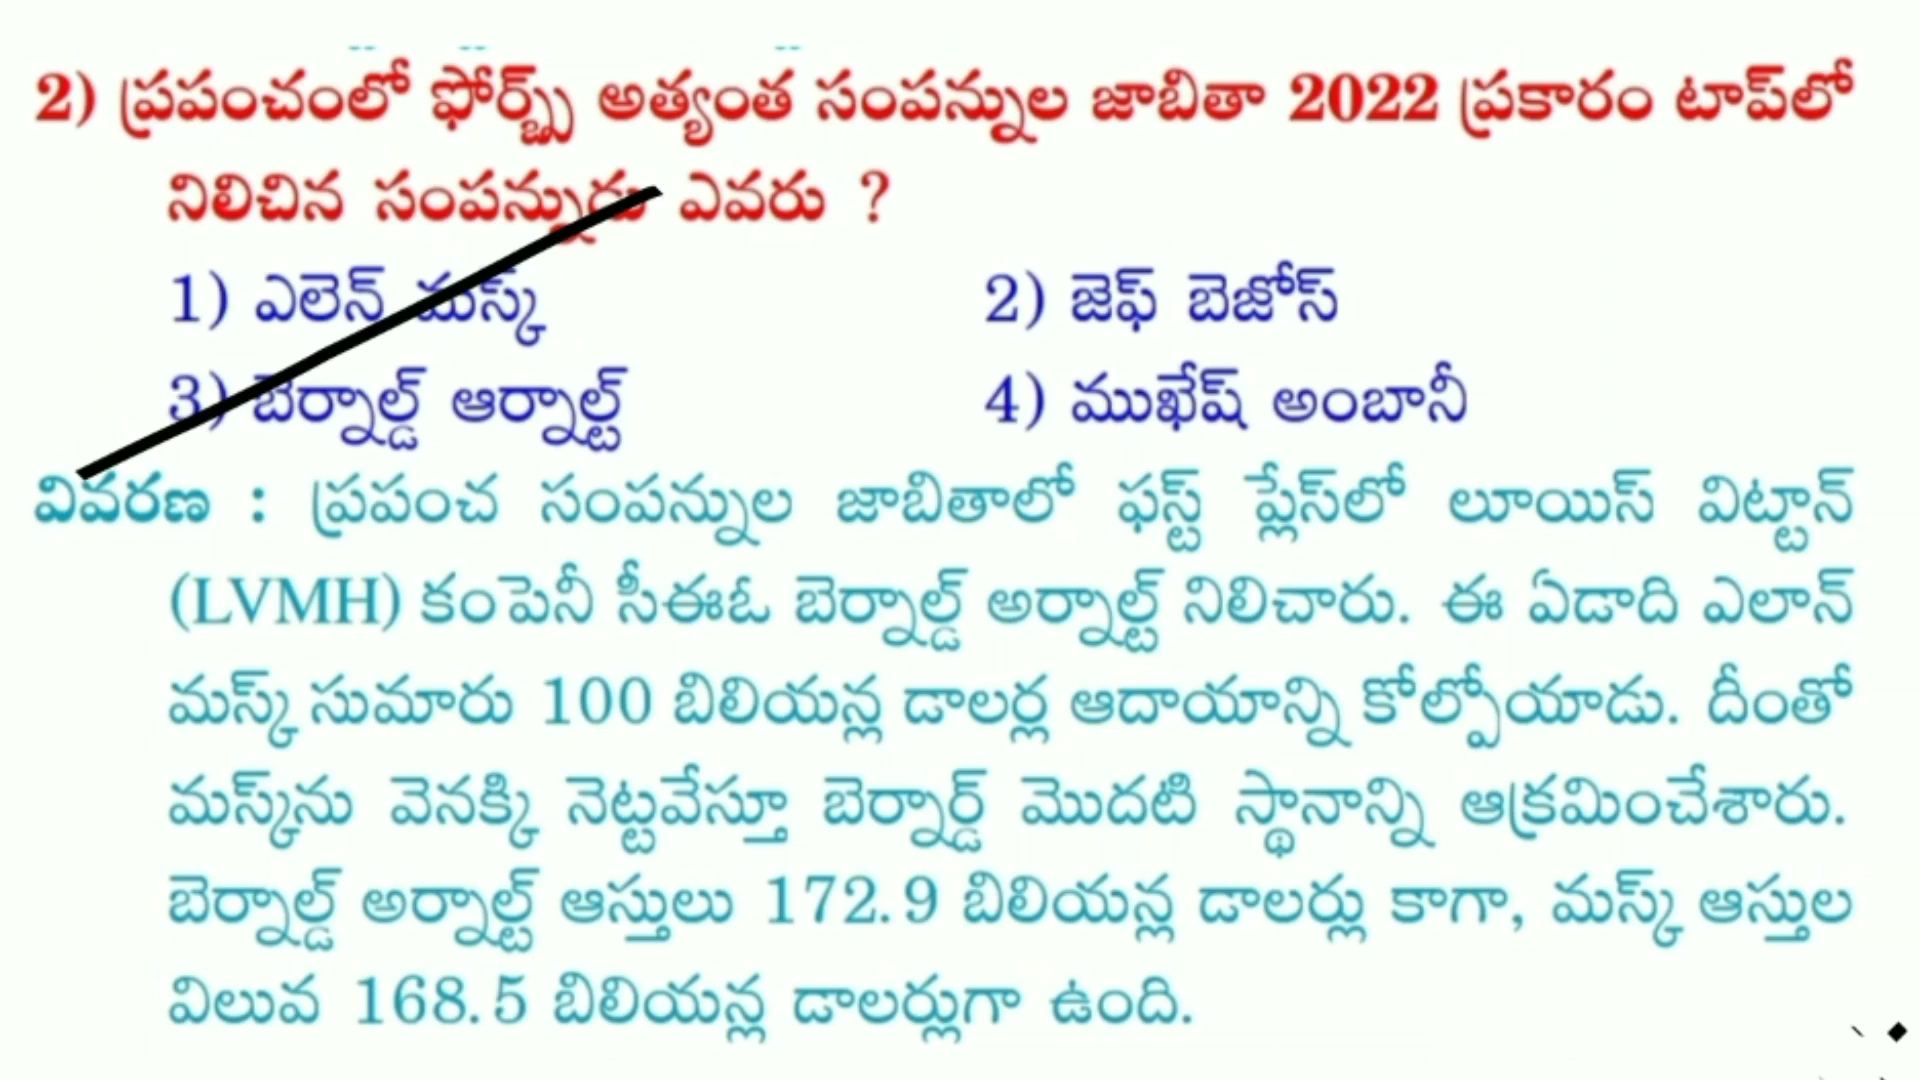 2) ప్రపంచంలో ఫోర్బ్స్ అత్యంత సంపన్నుల జాబితా 2022 ప్రకారం టాప్‌లో
నిలిచిన సంపన్నుడు ఎవరు ?
1) ఎలెన్ మస్క్ 2) జెఫ్ బెజోస్
3) బెర్నాల్డ్ ఆర్నాల్ట్ 4) ముఖేష్ అంబానీ
వివరణ : ప్రపంచ సంపన్నుల జాబితాలో ఫస్ట్ ప్లేస్‌లో లూయిస్ విట్టాన్
(LVMH) కంపెనీ సీఈఓ బెర్నాల్డ్ అర్నాల్ట్ నిలిచారు. ఈ ఏడాది ఎలాన్
మస్క్ సుమారు 100 బిలియన్ల డాలర్ల ఆదాయాన్ని కోల్పోయాడు. దీంతో
మస్క్‌ను వెనక్కి నెట్టవేస్తూ బెర్నార్డ్ మొదటి స్థానాన్ని ఆక్రమించేశారు.
బెర్నాల్డ్ అర్నాల్ట్ ఆస్తులు 172.9 బిలియన్ల డాలర్లు కాగా, మస్క్ ఆస్తుల
విలువ 168.5 బిలియన్ల డాలర్లుగా ఉంది.